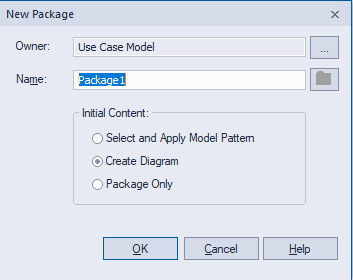 New Package
Owner: Use Case Model ...
Name: Package1
Initial Content:
Select and Apply Model Pattern
Create Diagram
Package Only
OK Cancel Help